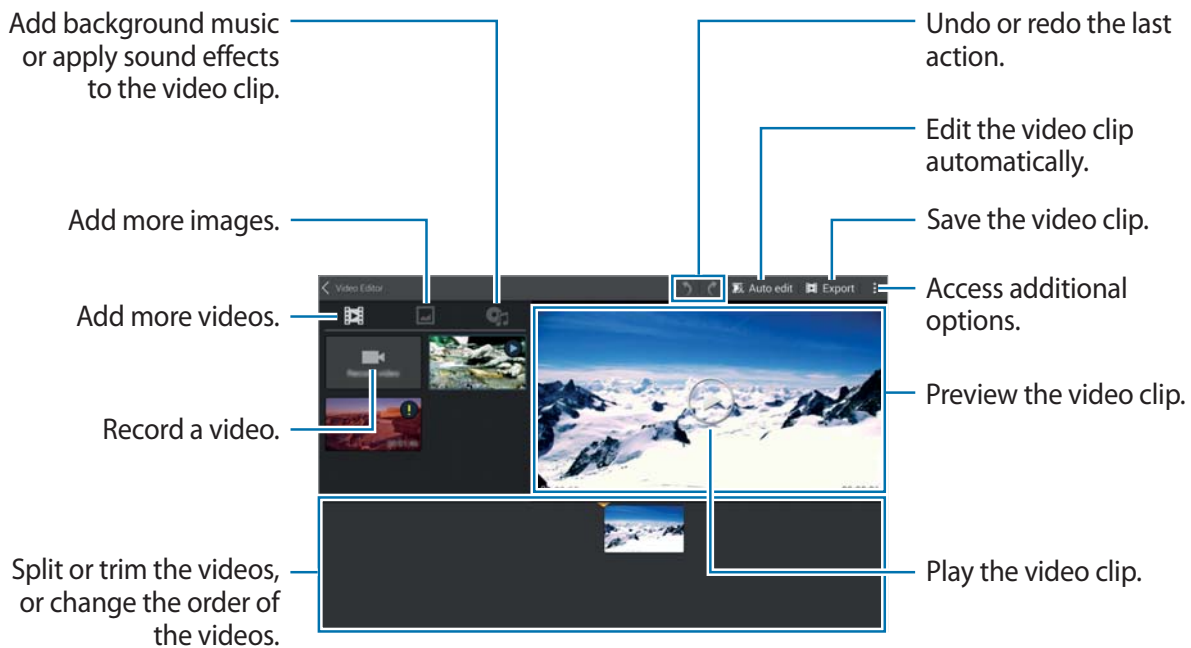 Add background music
or apply sound effects
to the video clip.
Undo or redo the last
action.
Edit the video clip
automatically.
Add more images.
Save the video clip.
Video Editor
Auto edit
Export
Add more videos.
Access additional
options.
Preview the video clip.
Record a video.
Split or trim the videos,
or change the order of
the videos.
Play the video clip.